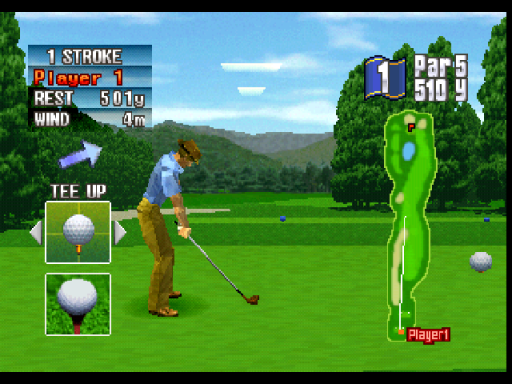 1 STROKE
Player 1
REST 501y
WIND 4m
TEE UP
1
Par 5
510 Y
Player1